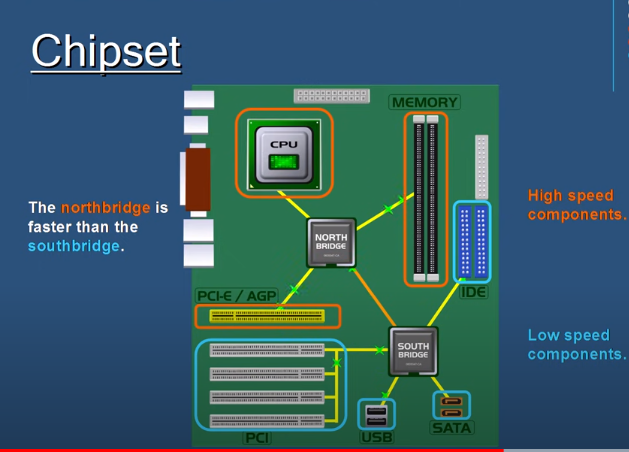 Chipset
MEMORY
CPU
The northbridge is
faster than the
southbridge.
High speed
components.
NORTH
BRIDGE
IDE
PCI-E / AGP
SOUTH
BRIDGE
Low speed
components.
PCI
USB
SATA